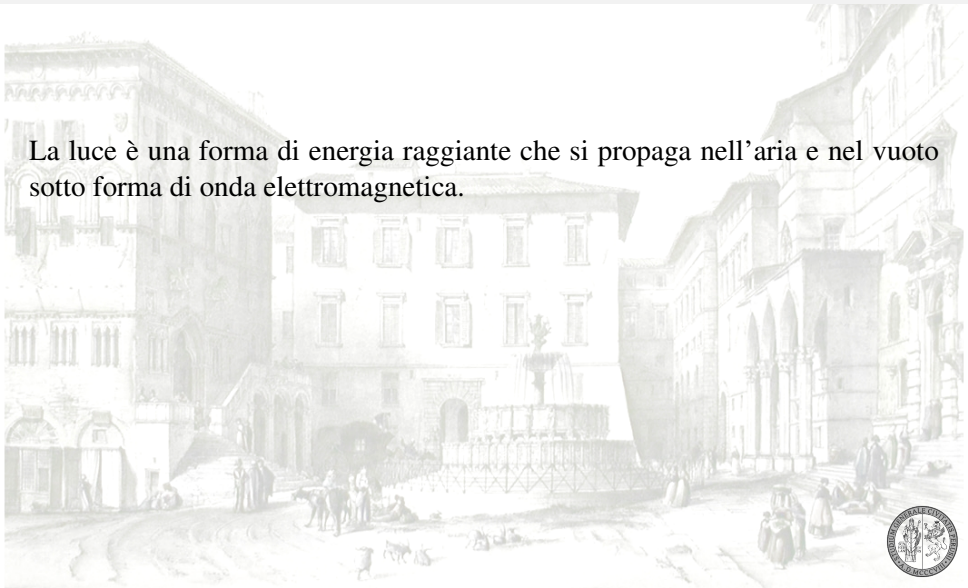 La luce è una forma di energia raggiante che si propaga nell’aria e nel vuoto
sotto forma di onda elettromagnetica.